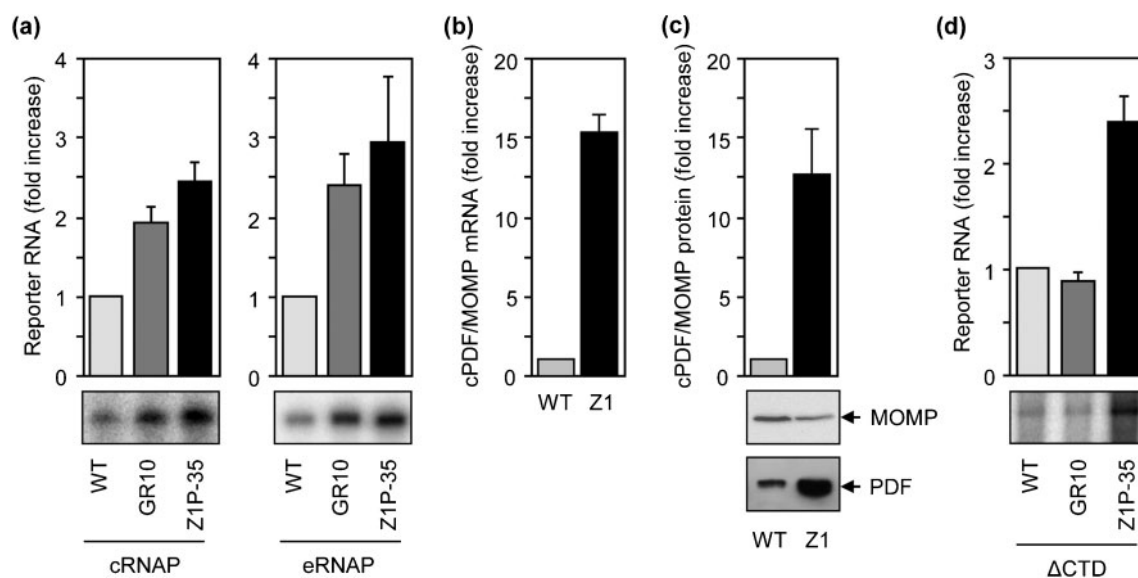 (a)
Reporter RNA (fold increase)
4
3
2
1
0
WT
GR10
Z1P-35
cRNAP
4
3
2
1
0
WT
GR10
Z1P-35
eRNAP
(b)
cPDF/MOMP mRNA (fold increase)
20
15
10
5
0
WT Z1
(c)
cPDF/MOMP protein (fold increase)
20
15
10
5
0
MOMP
PDF
WT Z1
(d)
Reporter RNA (fold increase)
3
2
1
0
WT
GR10
Z1P-35
ΔCTD